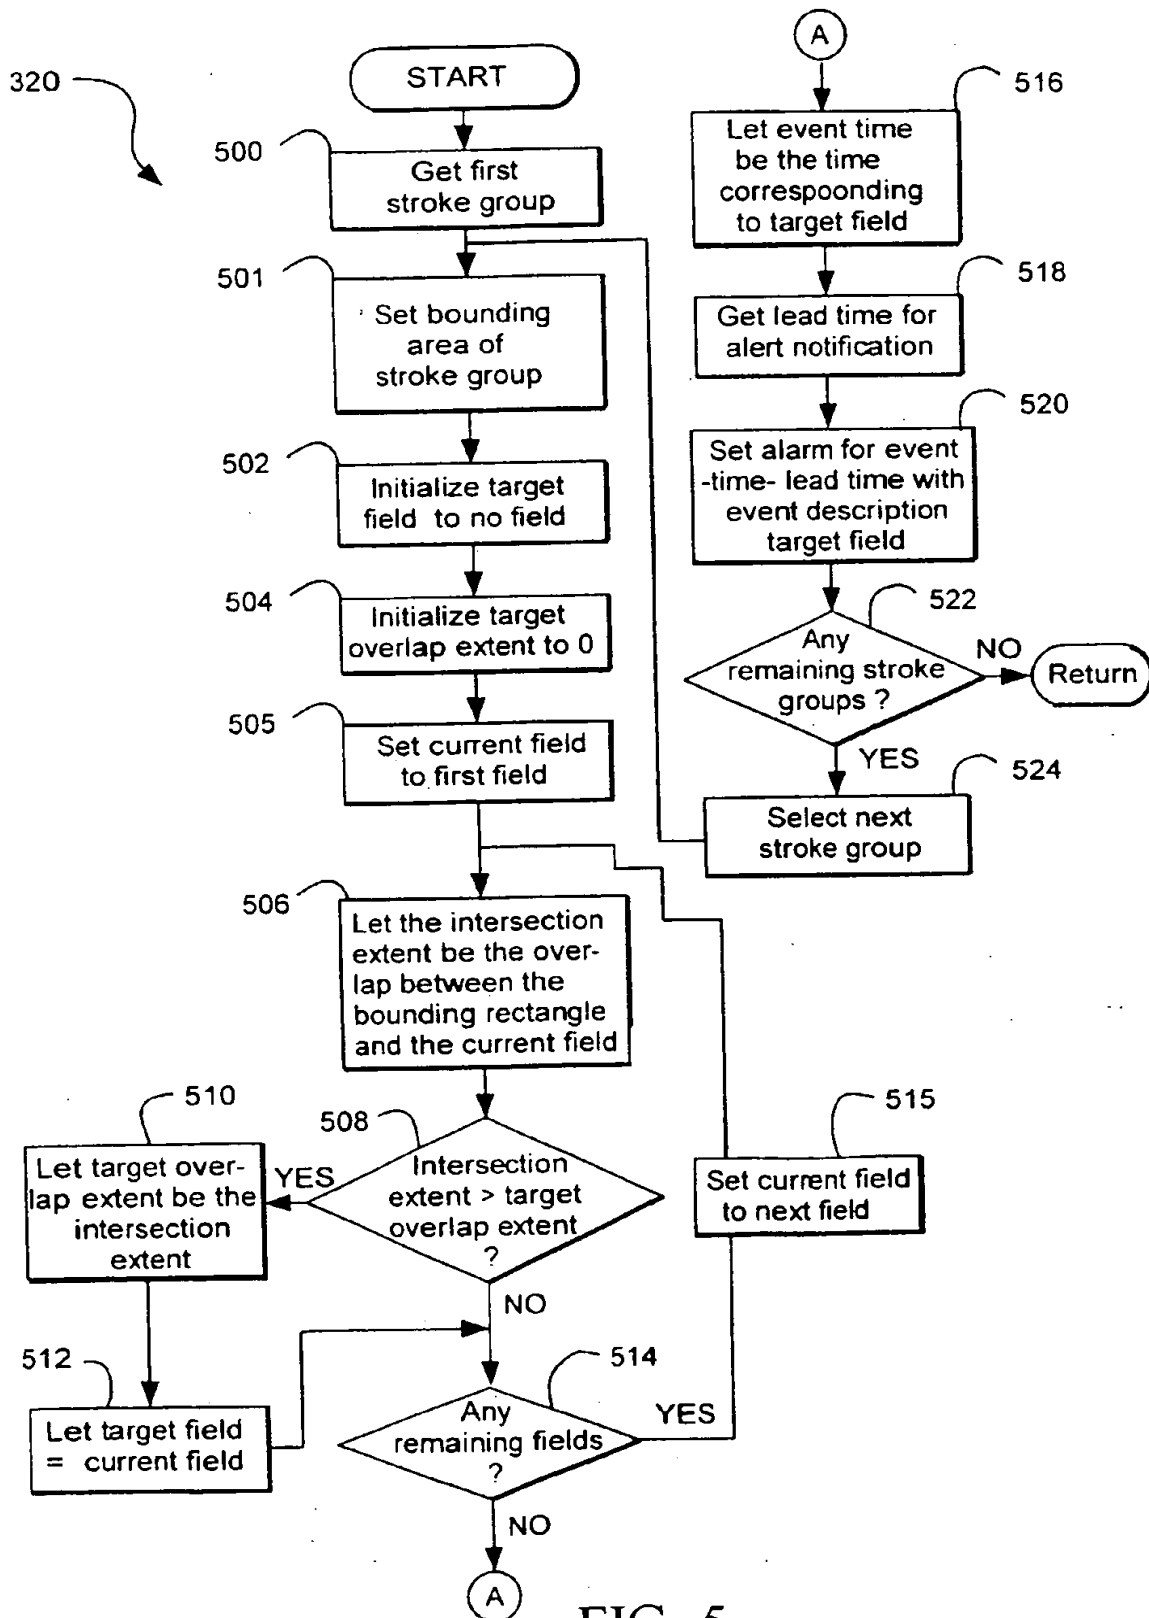 320
START
500
Get first
stroke group
501
Set bounding
area of
stroke group
502
Initialize target
field to no field
504
Initialize target
overlap extent to 0
505
Set current field
to first field
506
Let the intersection
extent be the over-
lap between the
bounding rectangle
and the current field
508
Intersection
extent > target
overlap extent
?
YES
NO
510
Let target over-
lap extent be the
intersection
extent
512
Let target field
= current field
514
Any
remaining fields
?
YES
NO
515
Set current field
to next field
A
A
516
Let event time
be the time
correspoonding
to target field
518
Get lead time for
alert notification
520
Set alarm for event
-time- lead time with
event description
target field
522
Any
remaining stroke
groups ?
NO
Return
YES
524
Select next
stroke group
FIG. 5